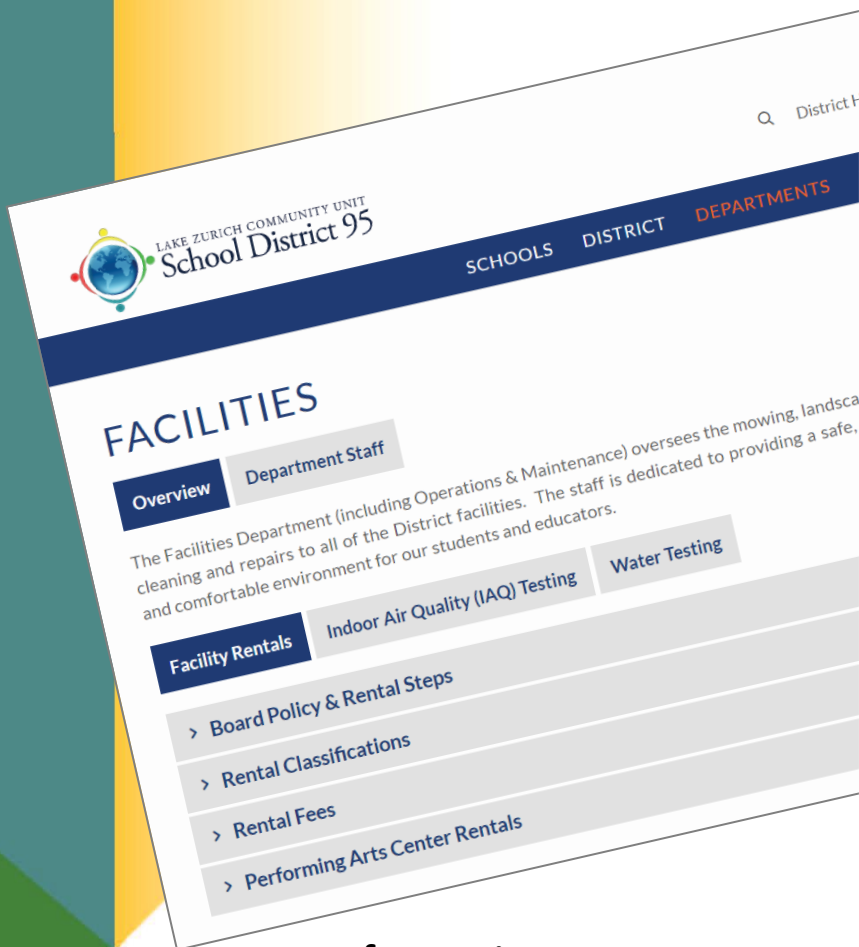 District
LAKE ZURICH COMMUNITY UNIT
School District 95
SCHOOLS DISTRICT DEPARTMENTS
FACILITIES
Overview Department Staff
The Facilities Department (including Operations & Maintenance) oversees the mowing,
cleaning and repairs to all of the District facilities. The staff is dedicated to providing a safe,
and comfortable environment for our students and educators.
Facility Rentals Indoor Air Quality (IAQ) Testing Water Testing
Board Policy & Rental Steps
Rental Classifications
Rental Fees
Performing Arts Center Rentals